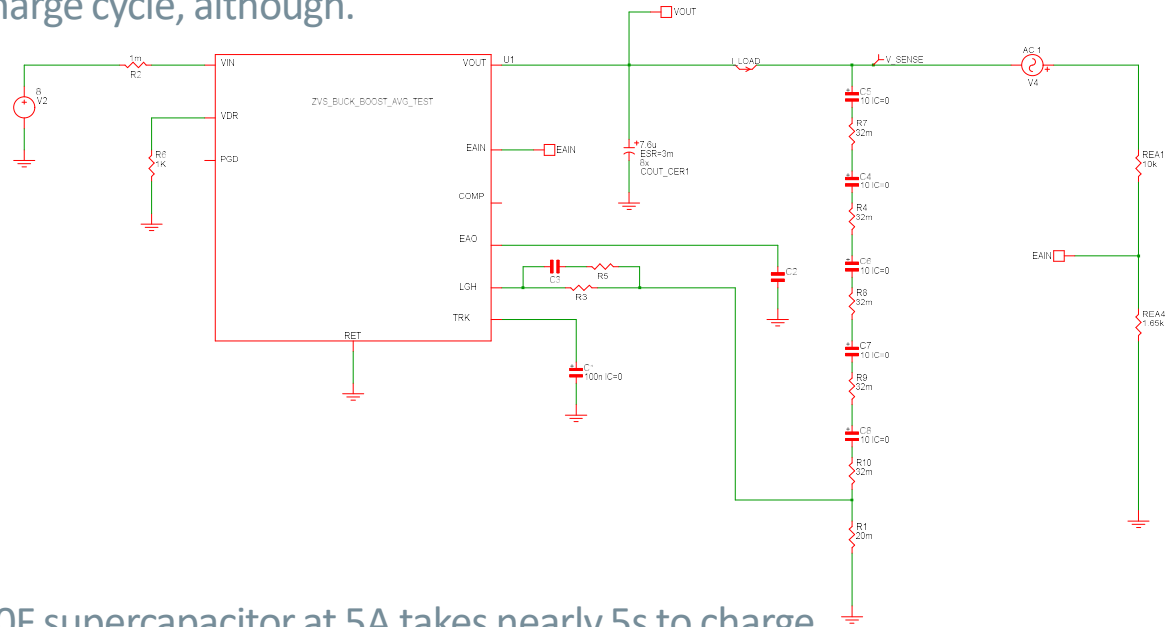 harge cycle, although.
VOUT
1m
R2
VIN
VOUT
U1
I_LOAD
V_SENSE
AC 1
V4
8
V2
ZVS_BUCK_BOOST_AVG_TEST
C5
10 IC=0
VDR
R7
32m
EAIN
EAIN
7.6u
ESR=3m
8x
COUT_CER1
1K
PGD
REA1
10k
C4
10 IC=0
COMP
R4
32m
EAO
EAIN
C6
10 IC=0
C3
R5
C2
LGH
R3
32m
TRK
REA4
1.65k
RET
C7
10 IC=0
100n IC=0
R9
32m
C8
10 IC=0
R10
32m
R1
20m
0F supercapacitor at 5A takes nearly 5s to charge